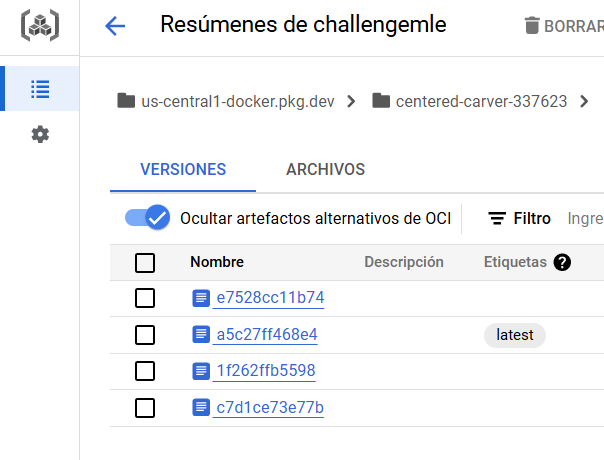 Resúmenes de challengemle
BORRAR
us-central1-docker.pkg.dev > centered-carver-337623 >
VERSIONES ARCHIVOS
Ocultar artefactos alternativos de OCI Filtro Ingre
Nombre Descripción Etiquetas ?
e7528cc11b74
a5c27ff468e4 latest
1f262ffb5598
c7d1ce73e77b